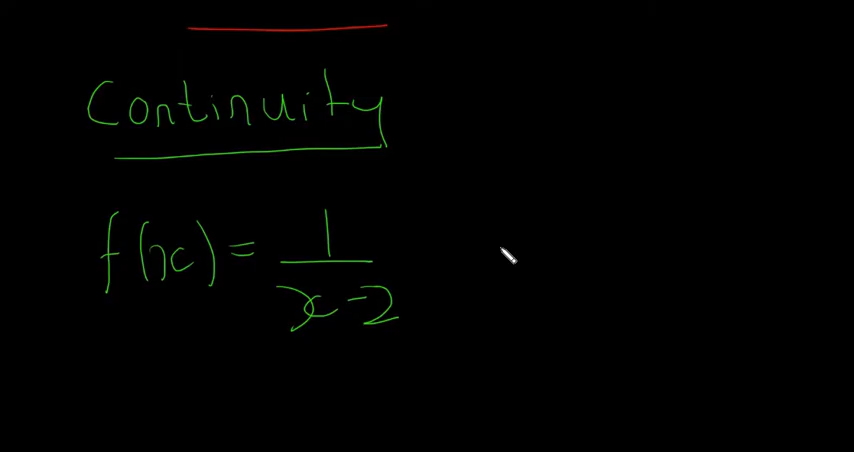 Continuity
f(x) = 1/(x-2)